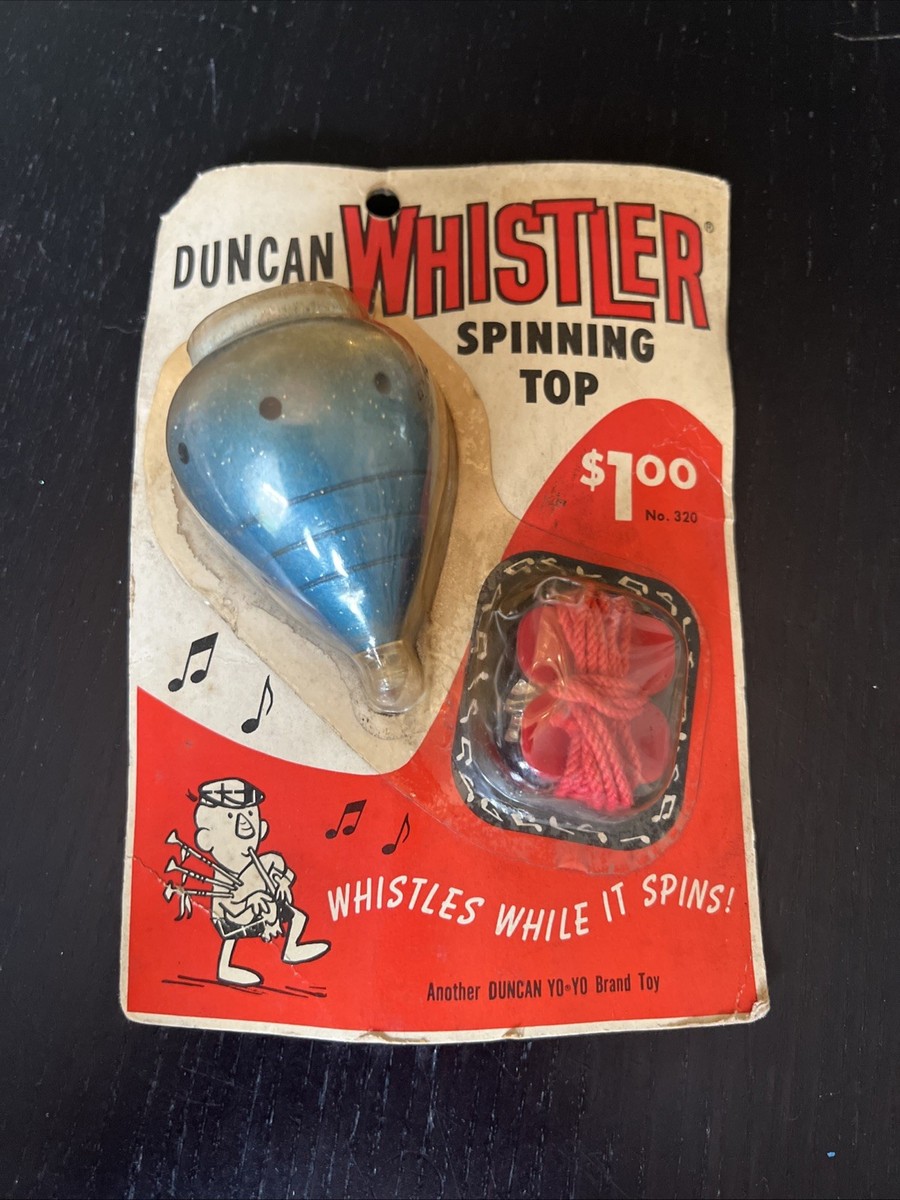 DUNCAN WHISTLER®
SPINNING
TOP
$1.00
No. 320
WHISTLES WHILE IT SPINS!
Another DUNCAN YO®YO Brand Toy